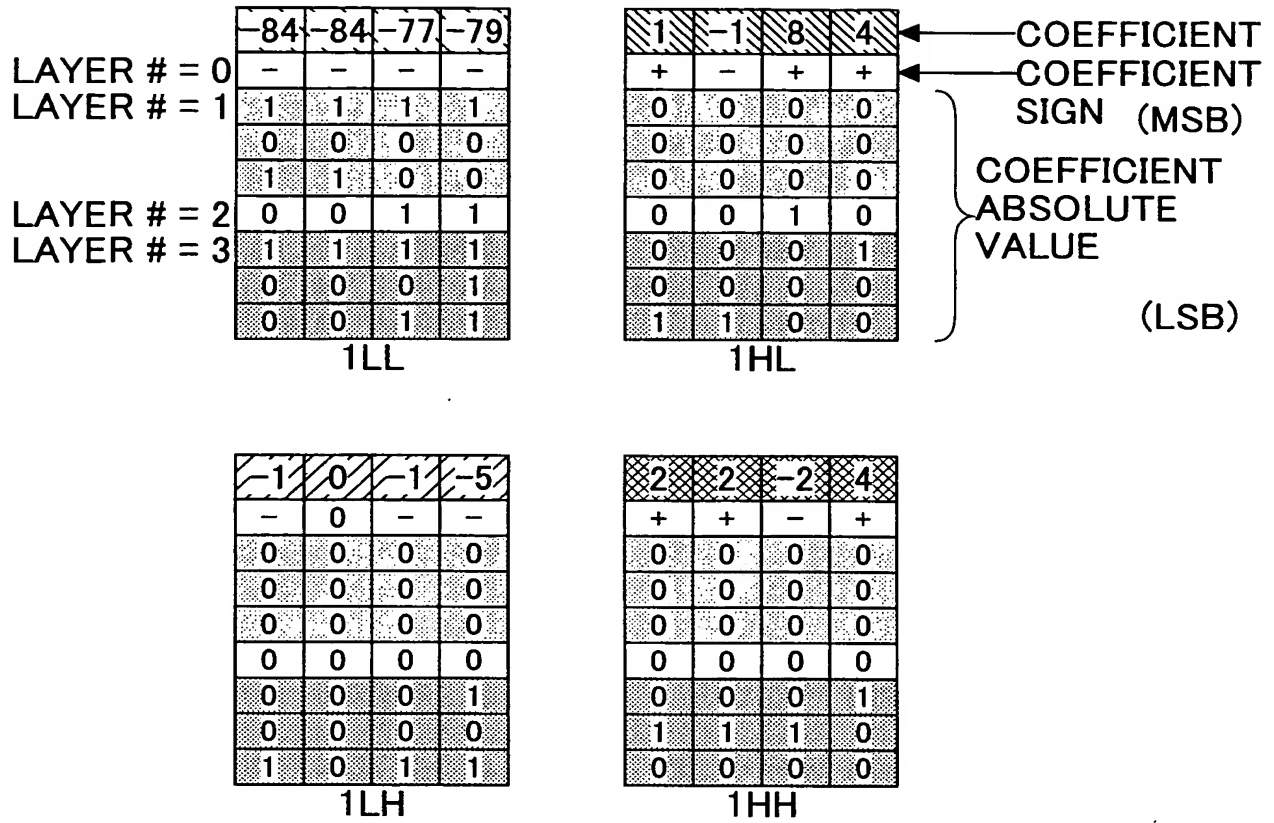 -84 -84 -77 -79 1 -1 8 4 COEFFICIENT
LAYER # = 0 - - - - + - + + COEFFICIENT
LAYER # = 1 1 1 1 1 0 0 0 0 SIGN (MSB)
0 0 0 0 0 0 0 0
1 1 0 0 0 0 0 0 COEFFICIENT
LAYER # = 2 0 0 1 1 0 0 1 0 ABSOLUTE
LAYER # = 3 1 1 1 1 0 0 0 1 VALUE
0 0 0 1 0 0 0 0
0 0 1 1 1 1 0 0 (LSB)
1LL 1HL
-1 0 -1 -5 2 2 -2 4
- 0 - - + + - +
0 0 0 0 0 0 0 0
0 0 0 0 0 0 0 0
0 0 0 0 0 0 0 0
0 0 0 0 0 0 0 0
0 0 0 1 0 0 0 1
0 0 0 0 1 1 1 0
1 0 1 1 0 0 0 0
1LH 1HH